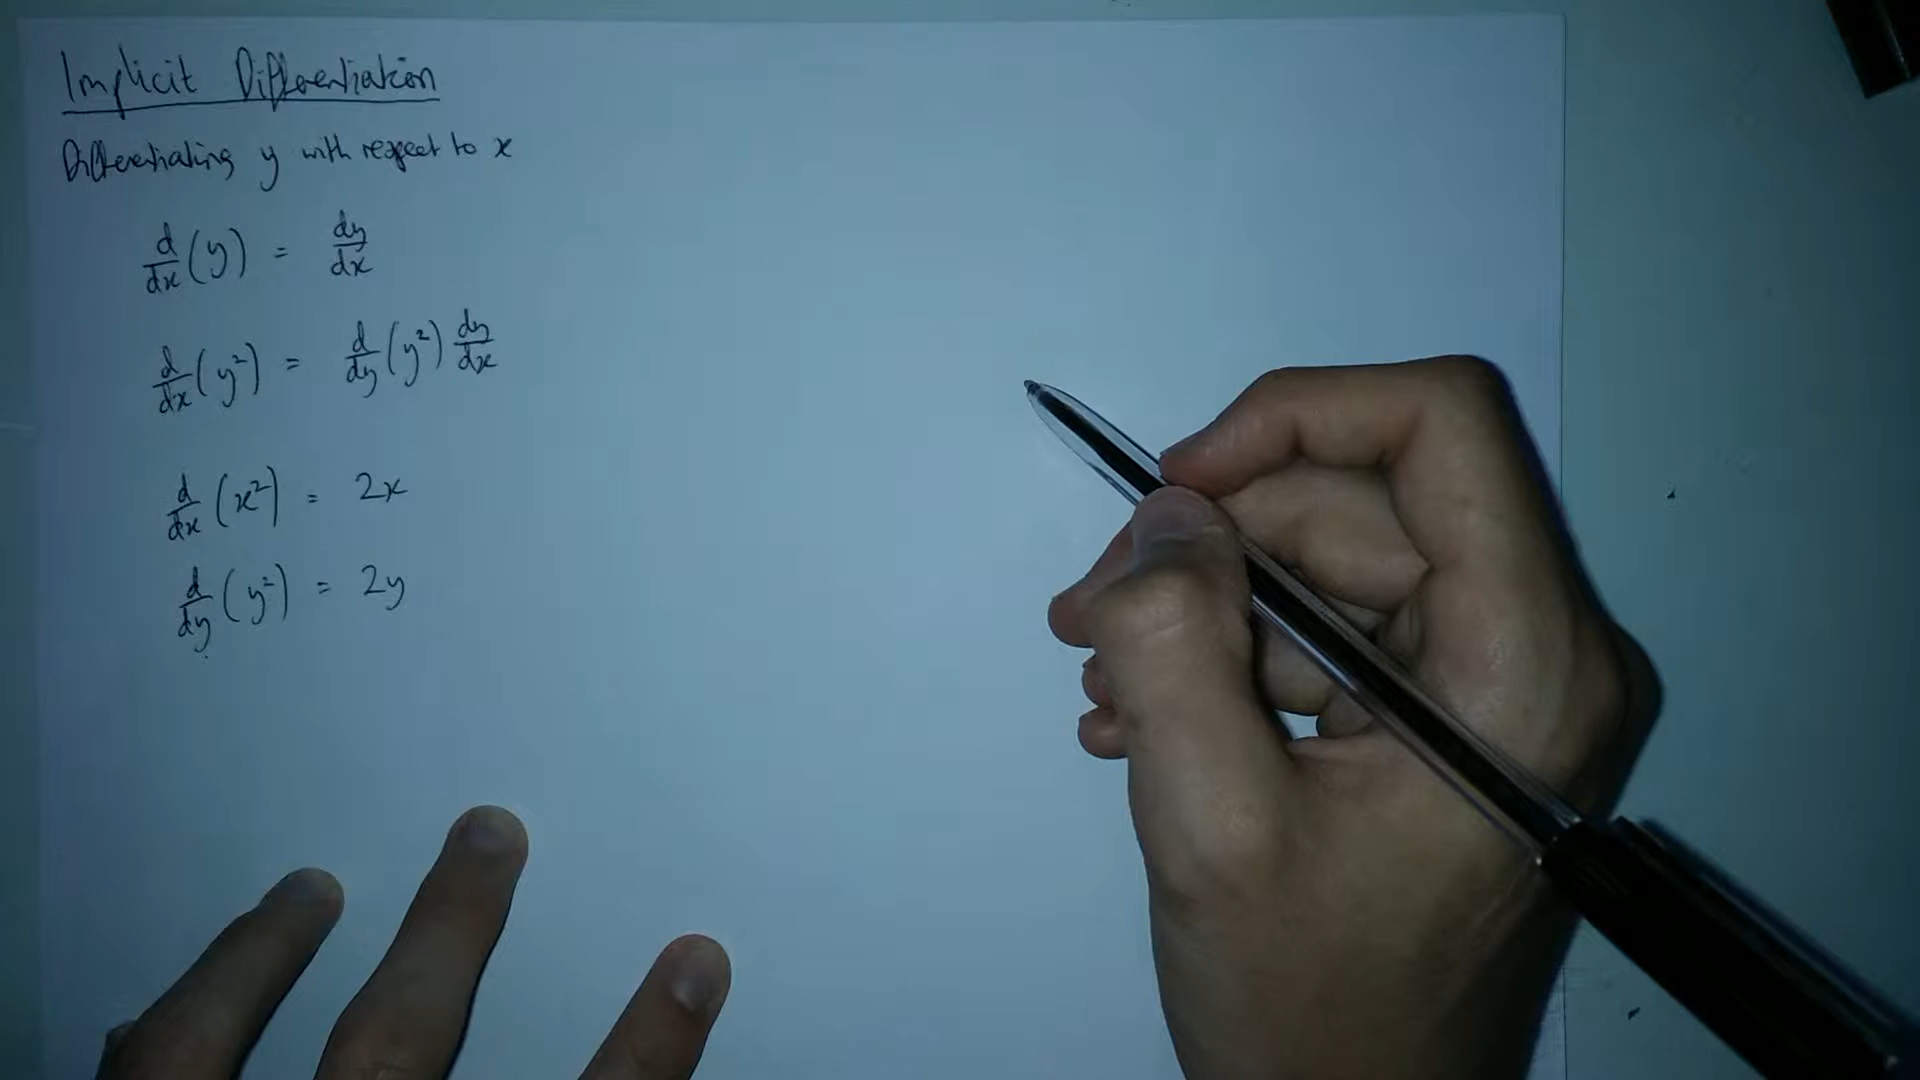 Implicit Differentiation
Differentiating y with respect to x
d/dx (y) = dy/dx
d/dx (y²) = d/dy (y²) dy/dx
d/dx (x²) = 2x
d/dy (y²) = 2y